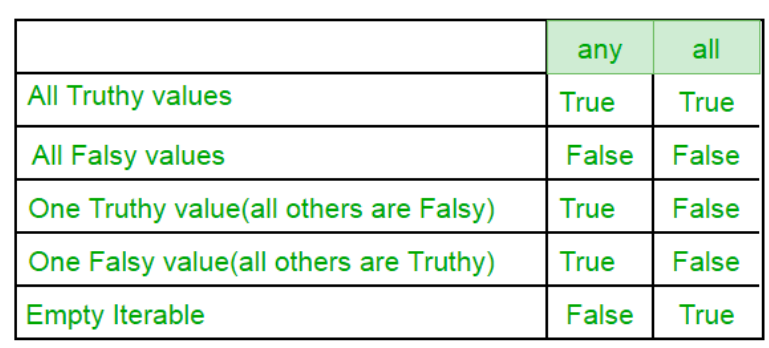 any all
All Truthy values True True
All Falsy values False False
One Truthy value(all others are Falsy) True False
One Falsy value(all others are Truthy) True False
Empty Iterable False True